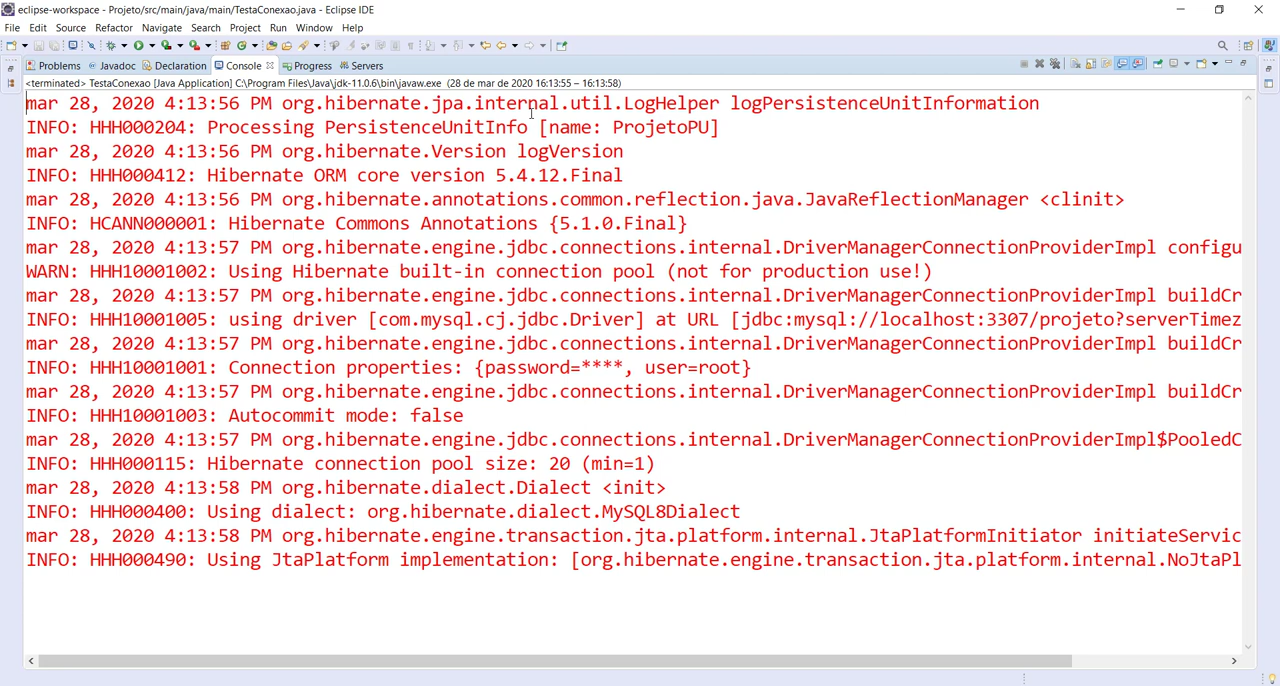 eclipse-workspace - Projeto/src/main/java/main/TestaConexao.java - Eclipse IDE
File Edit Source Refactor Navigate Search Project Run Window Help
Problems Javadoc Declaration Console Progress Servers
<terminated> TestaConexao [Java Application] C:\Program Files\Java\jdk-11.0.6\bin\javaw.exe (28 de mar de 2020 16:13:55 – 16:13:58)
mar 28, 2020 4:13:56 PM org.hibernate.jpa.internal.util.LogHelper logPersistenceUnitInformation
INFO: HHH000204: Processing PersistenceUnitInfo [name: ProjetoPU]
mar 28, 2020 4:13:56 PM org.hibernate.Version logVersion
INFO: HHH000412: Hibernate ORM core version 5.4.12.Final
mar 28, 2020 4:13:56 PM org.hibernate.annotations.common.reflection.java.JavaReflectionManager <clinit>
INFO: HCANN000001: Hibernate Commons Annotations {5.1.0.Final}
mar 28, 2020 4:13:57 PM org.hibernate.engine.jdbc.connections.internal.DriverManagerConnectionProviderImpl configu
WARN: HHH10001002: Using Hibernate built-in connection pool (not for production use!)
mar 28, 2020 4:13:57 PM org.hibernate.engine.jdbc.connections.internal.DriverManagerConnectionProviderImpl buildCr
INFO: HHH10001005: using driver [com.mysql.cj.jdbc.Driver] at URL [jdbc:mysql://localhost:3307/projeto?serverTimez
mar 28, 2020 4:13:57 PM org.hibernate.engine.jdbc.connections.internal.DriverManagerConnectionProviderImpl buildCr
INFO: HHH10001001: Connection properties: {password=****, user=root}
mar 28, 2020 4:13:57 PM org.hibernate.engine.jdbc.connections.internal.DriverManagerConnectionProviderImpl buildCr
INFO: HHH10001003: Autocommit mode: false
mar 28, 2020 4:13:57 PM org.hibernate.engine.jdbc.connections.internal.DriverManagerConnectionProviderImpl$PooledC
INFO: HHH000115: Hibernate connection pool size: 20 (min=1)
mar 28, 2020 4:13:58 PM org.hibernate.dialect.Dialect <init>
INFO: HHH000400: Using dialect: org.hibernate.dialect.MySQL8Dialect
mar 28, 2020 4:13:58 PM org.hibernate.engine.transaction.jta.platform.internal.JtaPlatformInitiator initiateServic
INFO: HHH000490: Using JtaPlatform implementation: [org.hibernate.engine.transaction.jta.platform.internal.NoJtaPl